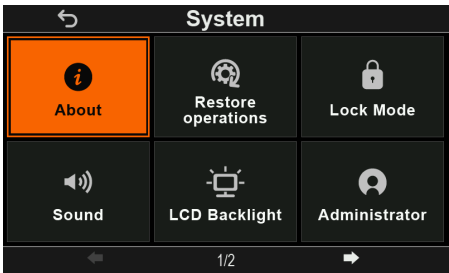 System
About
Restore
operations
Lock Mode
Sound
LCD Backlight
Administrator
1/2